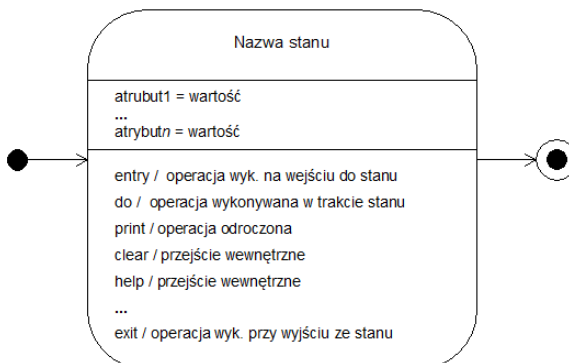 Nazwa stanu
atrubut1 = wartość
...
atrybutn = wartość
entry / operacja wyk. na wejściu do stanu
do / operacja wykonywana w trakcie stanu
print / operacja odroczona
clear / przejście wewnętrzne
help / przejście wewnętrzne
...
exit / operacja wyk. przy wyjściu ze stanu